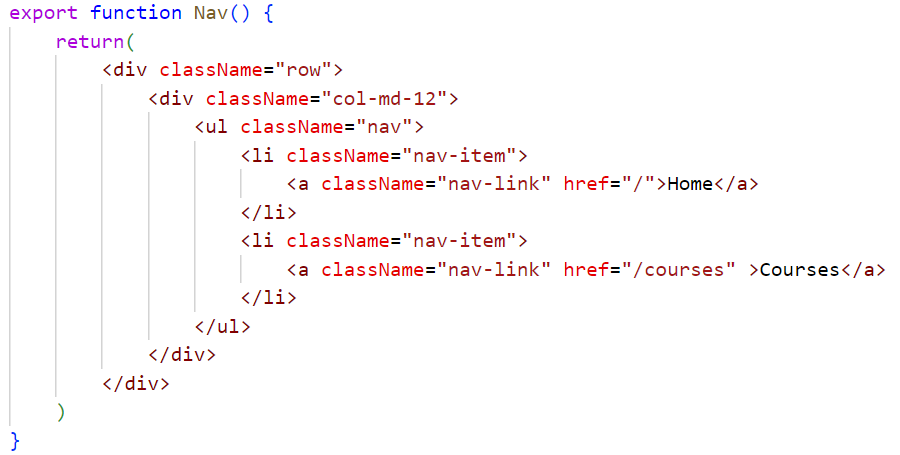 export function Nav() {
    return(
        <div className="row">
            <div className="col-md-12">
                <ul className="nav">
                    <li className="nav-item">
                        <a className="nav-link" href="/">Home</a>
                    </li>
                    <li className="nav-item">
                        <a className="nav-link" href="/courses" >Courses</a>
                    </li>
                </ul>
            </div>
        </div>
    )
}